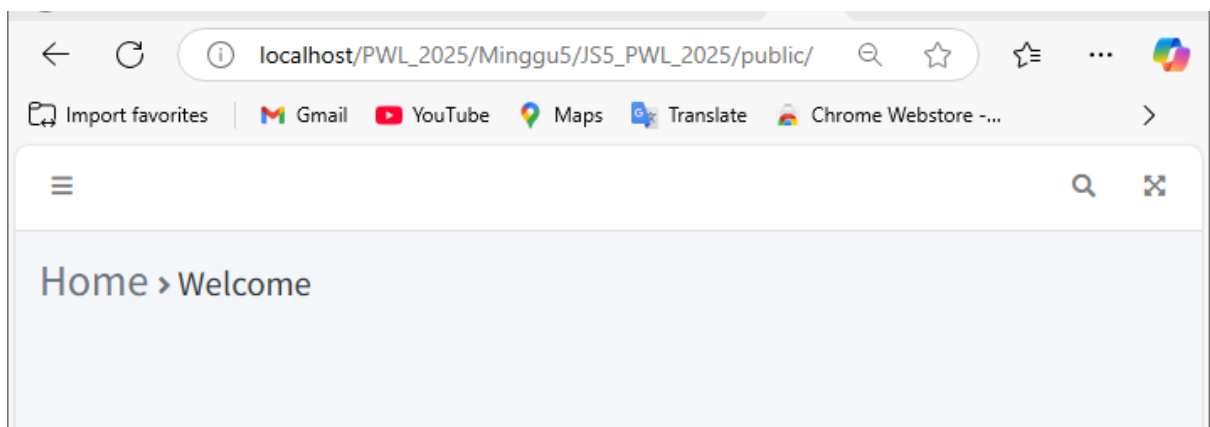 localhost/PWL_2025/Minggu5/JS5_PWL_2025/public/
Import favorites Gmail YouTube Maps Translate Chrome Webstore -...
Home › Welcome